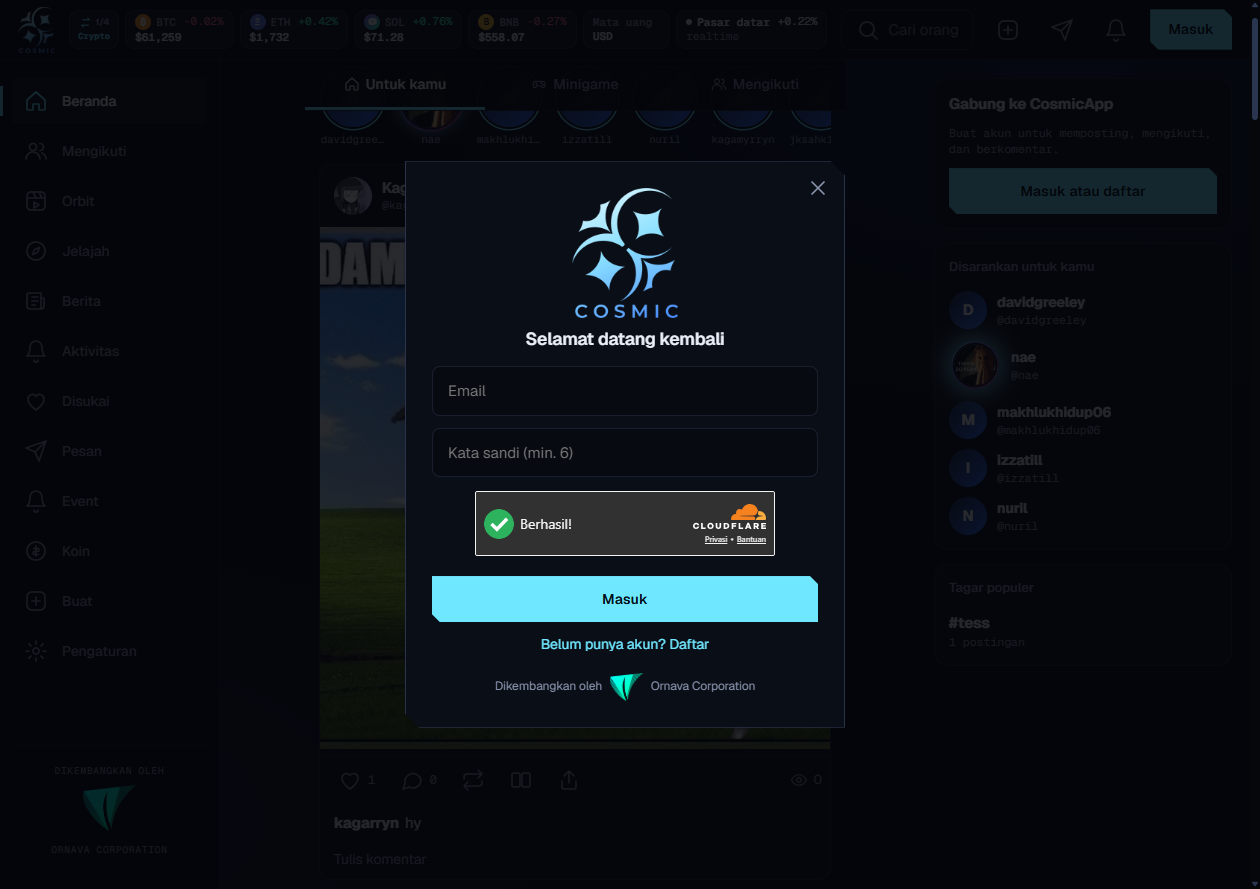 COSMIC
1/4
Crypto
BTC -0.02%
$61,259
ETH +0.42%
$1,732
SOL +0.76%
$71.28
BNB -0.27%
$558.07
Mata uang
USD
Pasar datar +0.22%
realtime
Cari orang
Masuk
Beranda
Mengikuti
Orbit
Jelajah
Berita
Aktivitas
Disukai
Pesan
Event
Koin
Buat
Pengaturan
DIKEMBANGKAN OLEH
ORNAVA CORPORATION
Untuk kamu
Minigame
Mengikuti
davidgree…
nae
makhlukhi…
izzatill
nuril
kagamyrryn
DAM
COSMIC
Selamat datang kembali
Email
Kata sandi (min. 6)
Berhasil!
CLOUDFLARE
Privasi • Bantuan
Masuk
Belum punya akun? Daftar
Dikembangkan oleh Ornava Corporation
1
0
0
kagarryn hy
Tulis komentar
Gabung ke CosmicApp
Buat akun untuk memposting, mengikuti,
dan berkomentar.
Masuk atau daftar
Disarankan untuk kamu
D
davidgreeley
@davidgreeley
nae
@nae
M
makhlukhidup06
@makhlukhidup06
I
izzatill
@izzatill
N
nuril
@nuril
Tagar populer
#tess
1 postingan